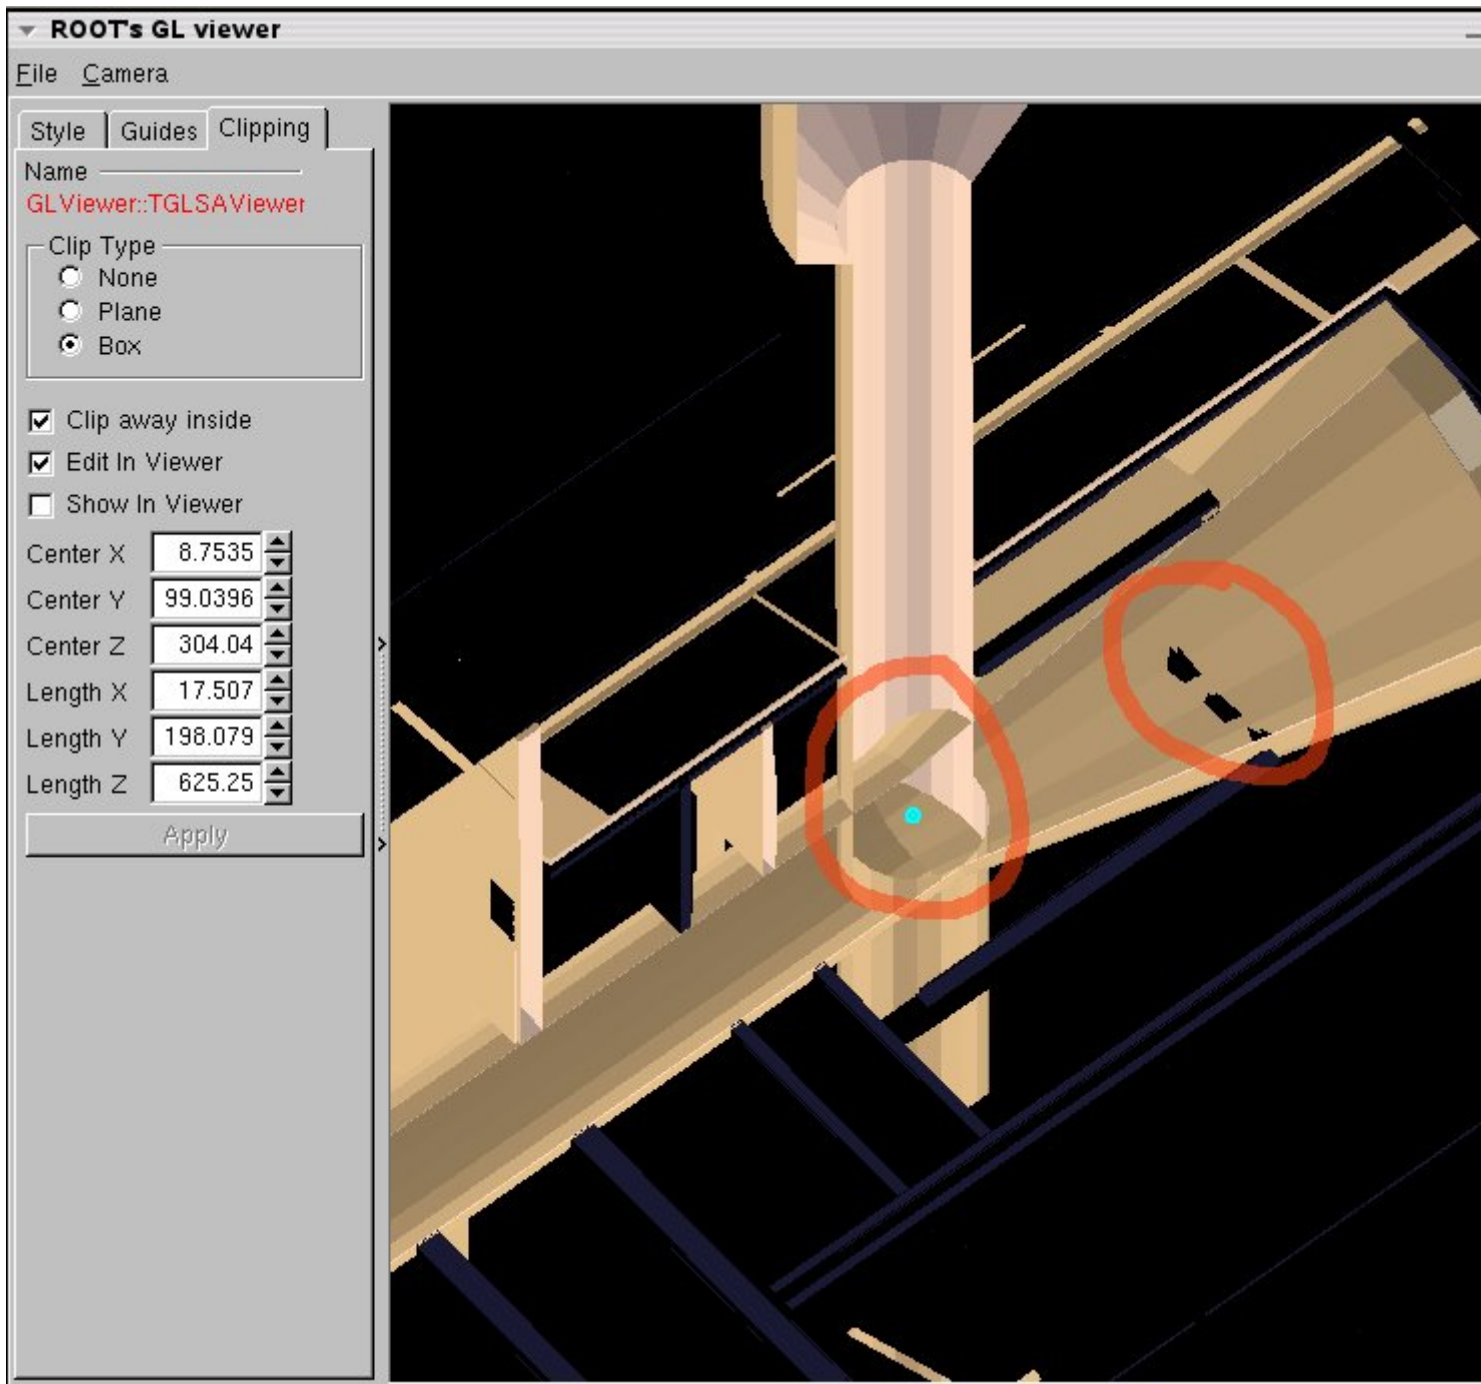 ROOT's GL viewer
File Camera
Style Guides Clipping
Name
GLViewer::TGLSAViewer
Clip Type
None
Plane
Box
Clip away inside
Edit In Viewer
Show In Viewer
Center X 8.7535
Center Y 99.0396
Center Z 304.04
Length X 17.507
Length Y 198.079
Length Z 625.25
Apply